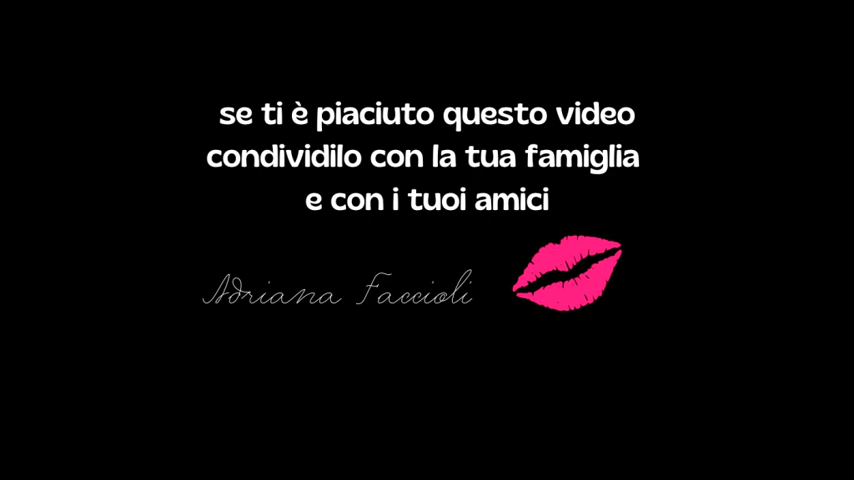 se ti è piaciuto questo video
condividilo con la tua famiglia
e con i tuoi amici
Adriana Faccioli